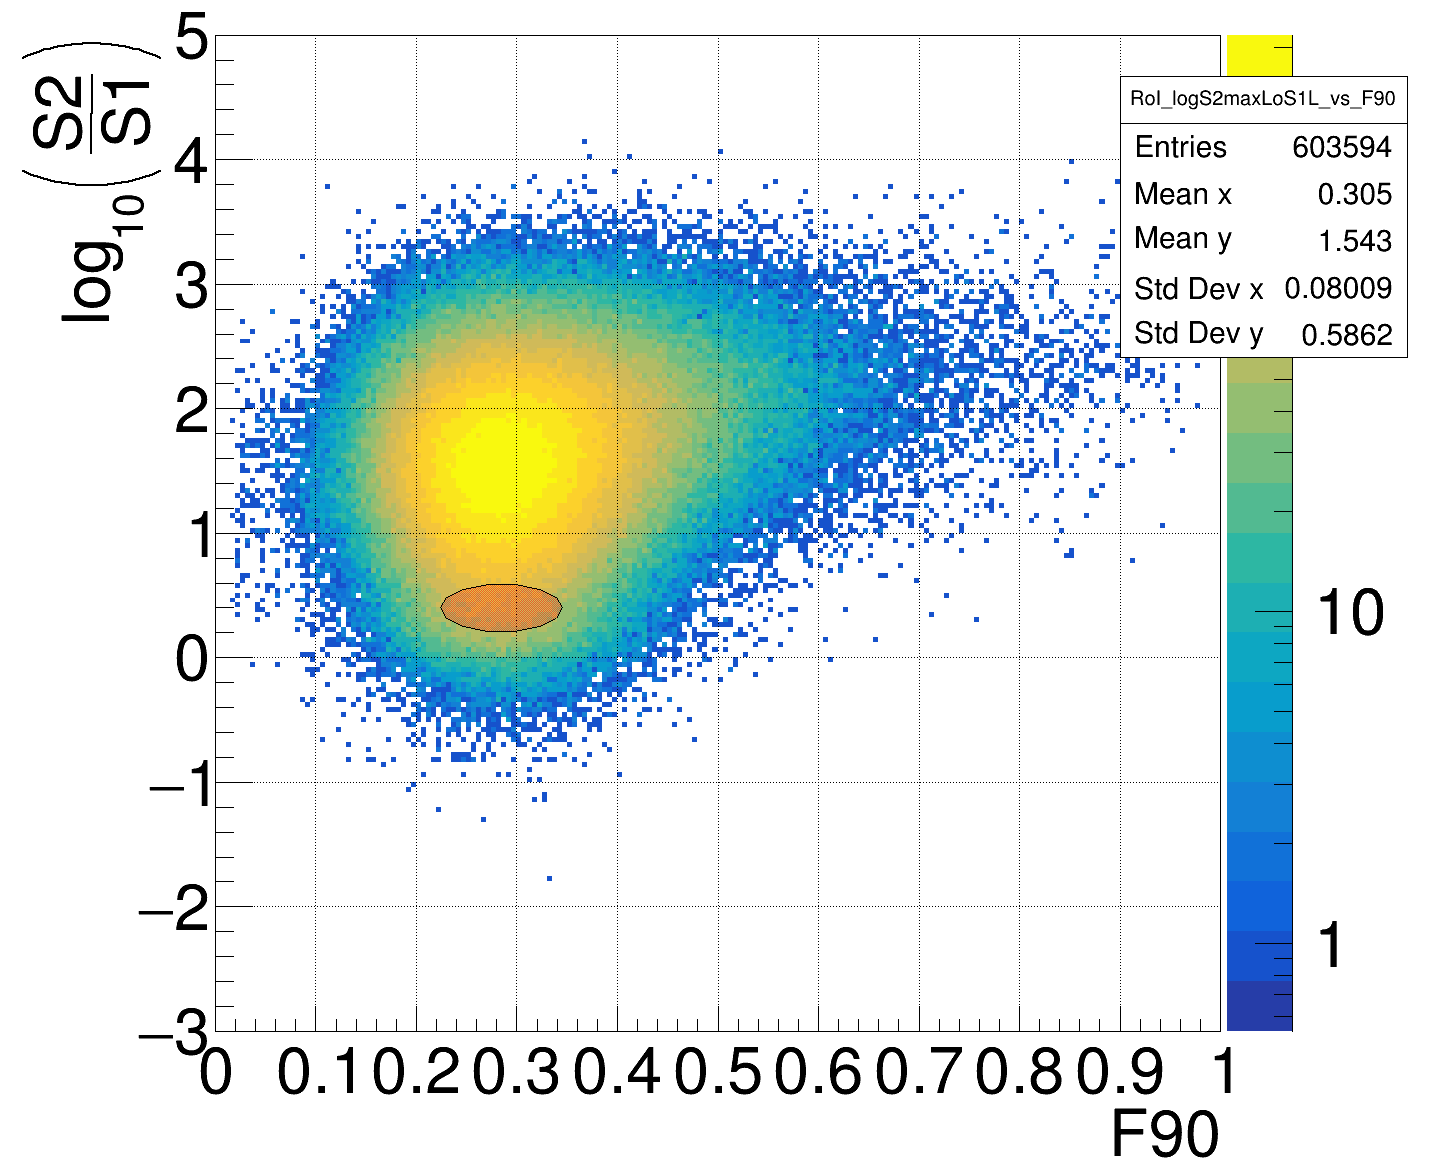 log10 (S2/S1)
5
4
3
2
1
0
−1
−2
−3
0 0.1 0.2 0.3 0.4 0.5 0.6 0.7 0.8 0.9 1
F90
RoI_logS2maxLoS1L_vs_F90
Entries 603594
Mean x 0.305
Mean y 1.543
Std Dev x 0.08009
Std Dev y 0.5862
10
1